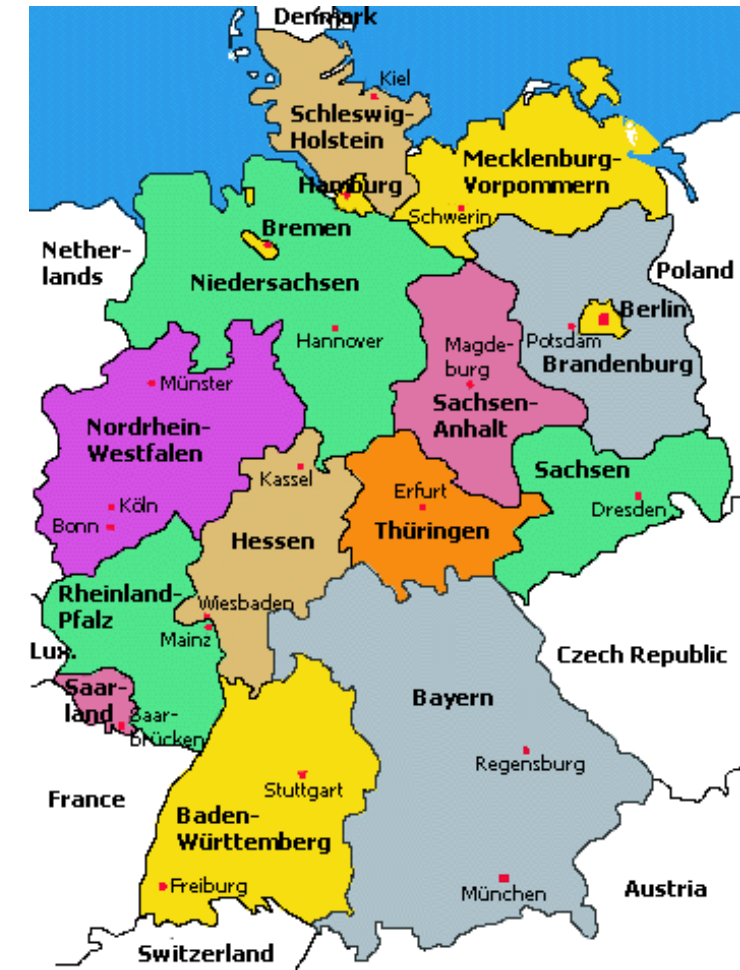 Denmark
Kiel
Schleswig-
Holstein
Mecklenburg-
Vorpommern
Hamburg
Schwerin
Bremen
Nether-
lands
Niedersachsen
Poland
Berlin
Hannover
Potsdam
Magde-
burg
Brandenburg
Münster
Sachsen-
Anhalt
Nordrhein-
Westfalen
Sachsen
Kassel
Erfurt
Köln
Dresden
Bonn
Thüringen
Hessen
Rheinland-
Pfalz
Wiesbaden
Mainz
Lux.
Czech Republic
Saar-
land
Bayern
Saar-
brücken
Regensburg
Stuttgart
France
Baden-
Württemberg
Freiburg
München
Austria
Switzerland